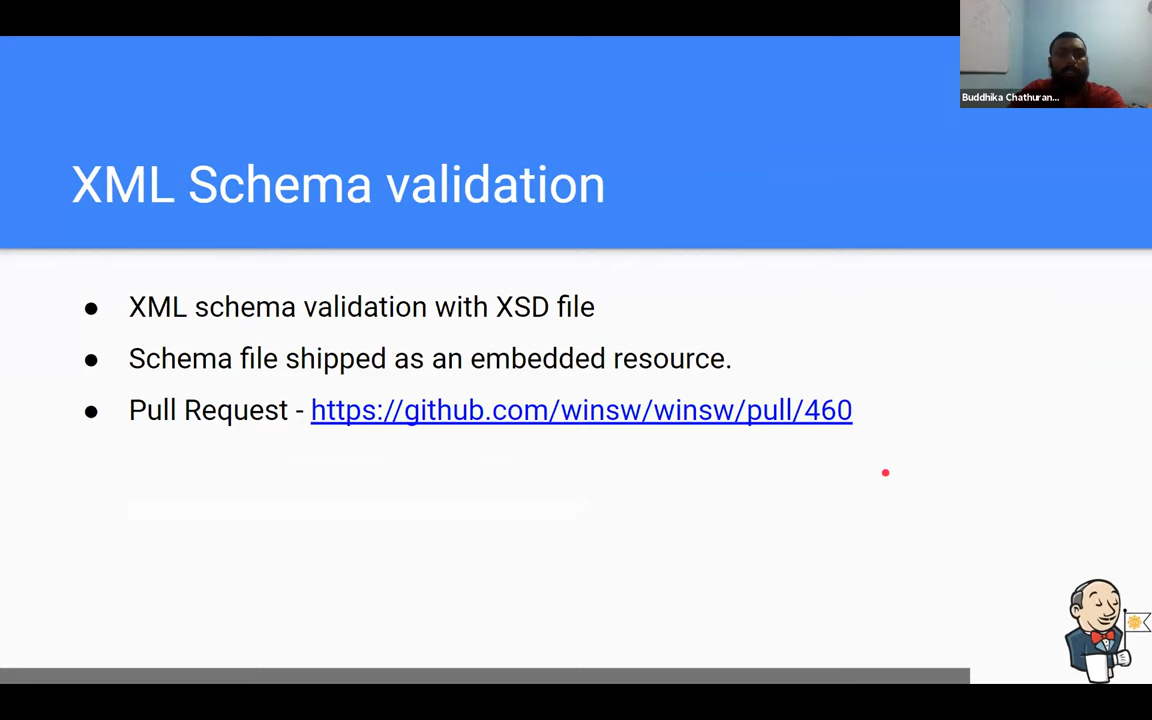 Buddhika Chathuran...
XML Schema validation
● XML schema validation with XSD file
● Schema file shipped as an embedded resource.
● Pull Request - https://github.com/winsw/winsw/pull/460